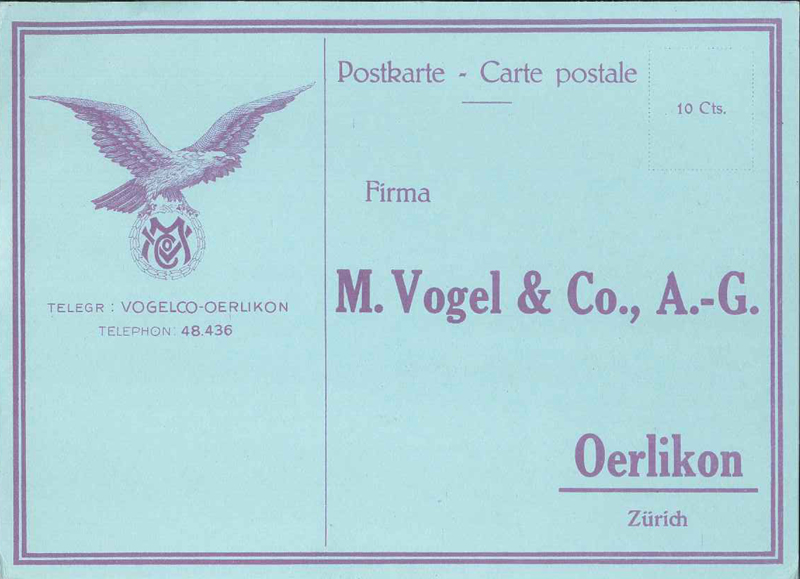 Postkarte - Carte postale
10 Cts.
Firma
M. Vogel & Co., A.-G.
Oerlikon
Zürich
TELEGR : VOGELCO-OERLIKON
TELEPHON: 48.436